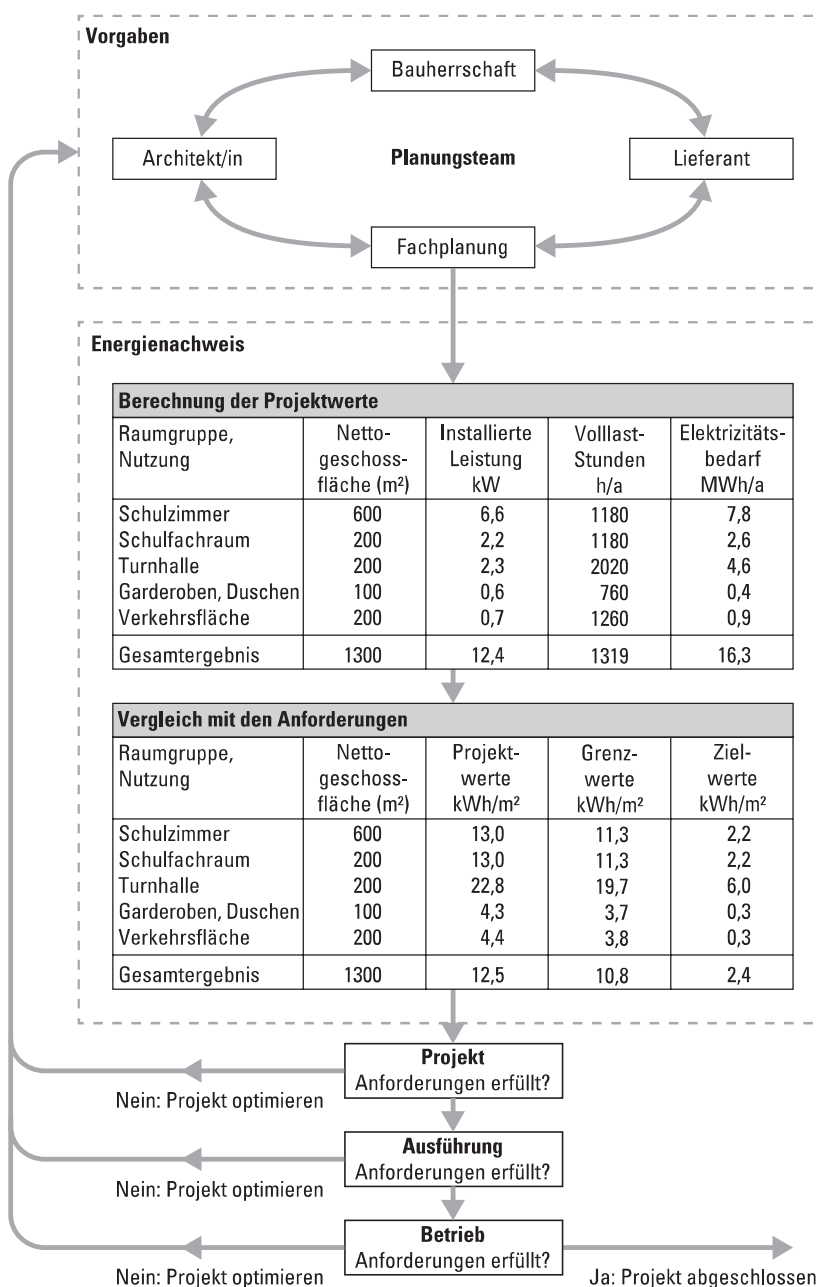 Vorgaben
Bauherrschaft
Architekt/in
Planungsteam
Lieferant
Fachplanung
Energienachweis
Berechnung der Projektwerte
Raumgruppe, Netto- Installierte Volllast- Elektrizitäts-
Nutzung geschoss- Leistung Stunden bedarf
fläche (m²) kW h/a MWh/a
Schulzimmer 600 6,6 1180 7,8
Schulfachraum 200 2,2 1180 2,6
Turnhalle 200 2,3 2020 4,6
Garderoben, Duschen 100 0,6 760 0,4
Verkehrsfläche 200 0,7 1260 0,9
Gesamtergebnis 1300 12,4 1319 16,3
Vergleich mit den Anforderungen
Raumgruppe, Netto- Projekt- Grenz- Ziel-
Nutzung geschoss- werte werte werte
fläche (m²) kWh/m² kWh/m² kWh/m²
Schulzimmer 600 13,0 11,3 2,2
Schulfachraum 200 13,0 11,3 2,2
Turnhalle 200 22,8 19,7 6,0
Garderoben, Duschen 100 4,3 3,7 0,3
Verkehrsfläche 200 4,4 3,8 0,3
Gesamtergebnis 1300 12,5 10,8 2,4
Projekt
Anforderungen erfüllt?
Nein: Projekt optimieren
Ausführung
Anforderungen erfüllt?
Nein: Projekt optimieren
Betrieb
Anforderungen erfüllt?
Nein: Projekt optimieren
Ja: Projekt abgeschlossen